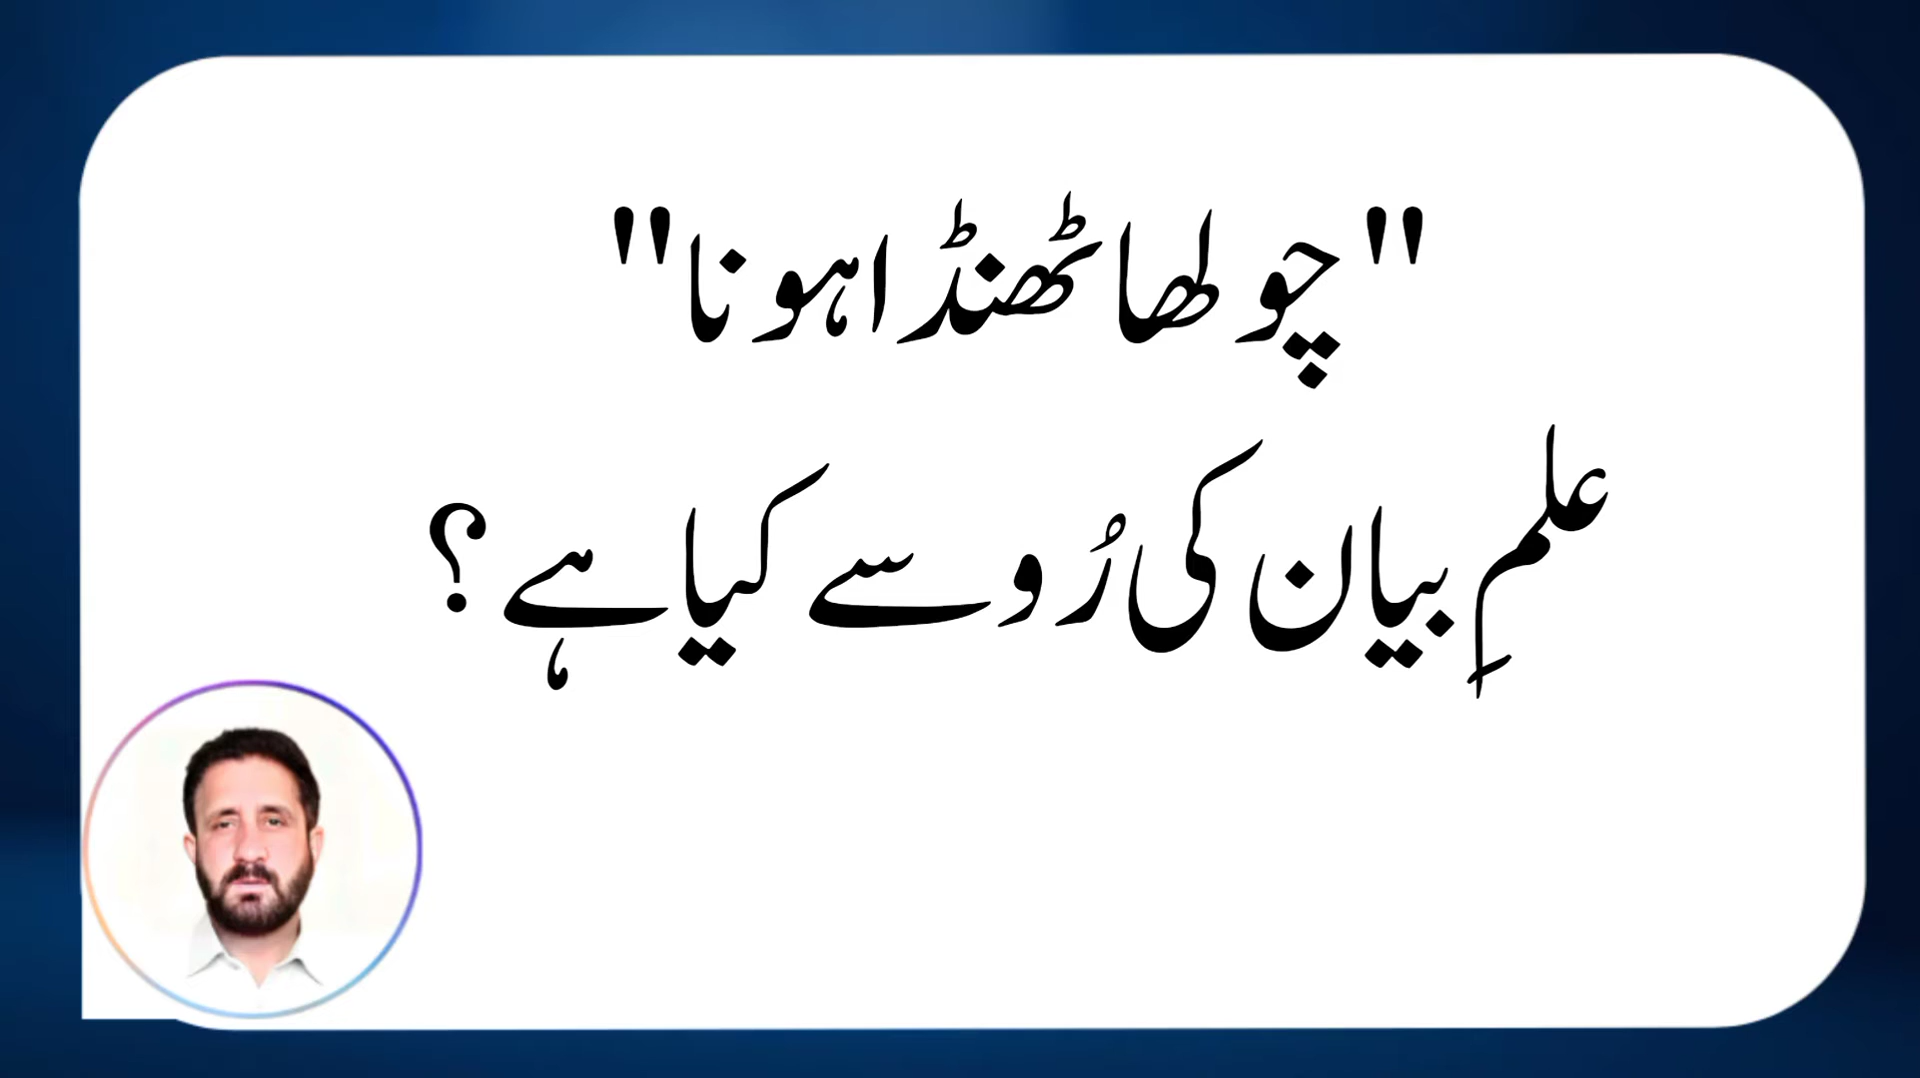 "چولھا ٹھنڈا ہونا"
علمِ بیان کی رُو سے کیا ہے؟